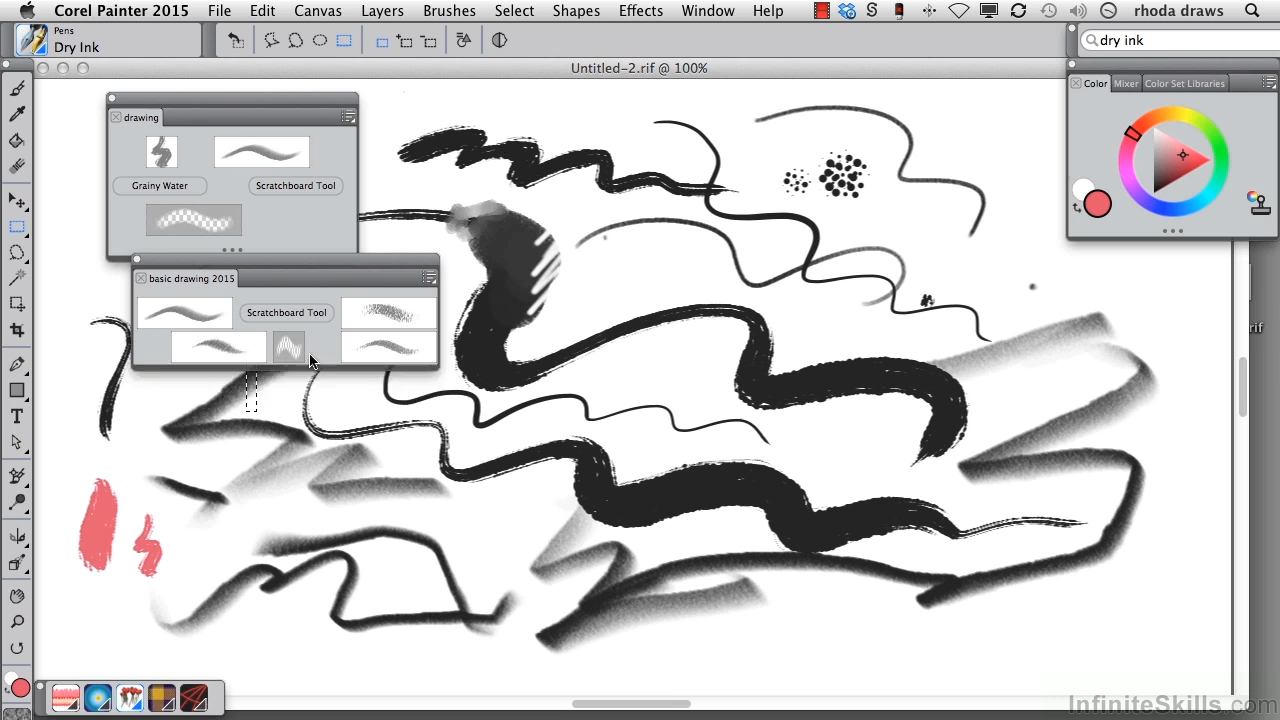 Corel Painter 2015 File Edit Canvas Layers Brushes Select Shapes Effects Window Help rhoda draws
Pens
Dry Ink
dry ink
Untitled-2.rif @ 100%
Color Mixer Color Set Libraries
drawing
Grainy Water Scratchboard Tool
basic drawing 2015
Scratchboard Tool
rif
InfiniteSkills.com